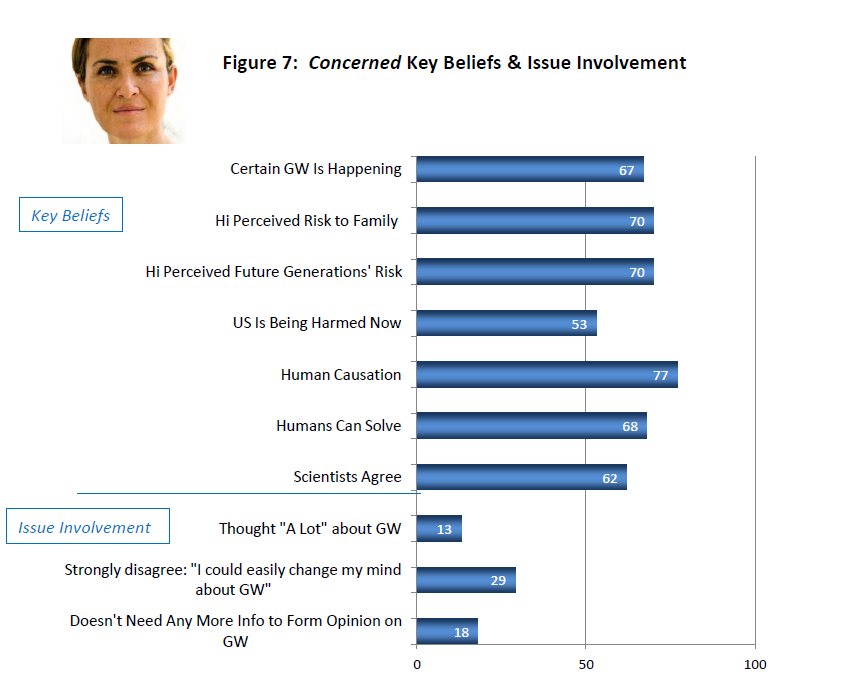 Figure 7: Concerned Key Beliefs & Issue Involvement
Certain GW Is Happening
67
Key Beliefs
Hi Perceived Risk to Family
70
Hi Perceived Future Generations' Risk
70
US Is Being Harmed Now
53
Human Causation
77
Humans Can Solve
68
Scientists Agree
62
Issue Involvement
Thought "A Lot" about GW
13
Strongly disagree: "I could easily change my mind
about GW"
29
Doesn't Need Any More Info to Form Opinion on
GW
18
0 50 100